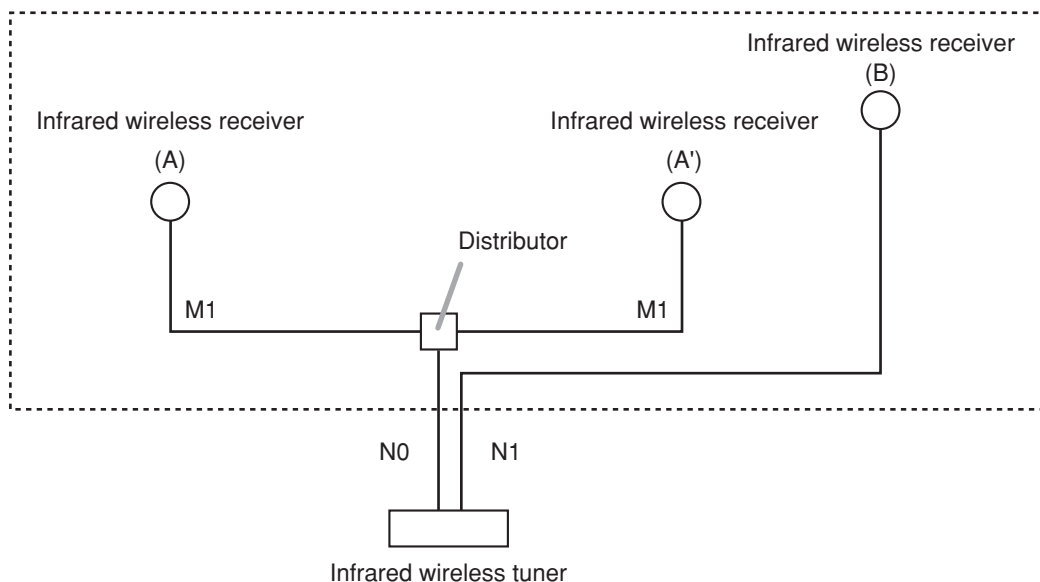 Infrared wireless receiver
(B)
Infrared wireless receiver
(A)
Infrared wireless receiver
(A')
Distributor
M1
M1
N0
N1
Infrared wireless tuner